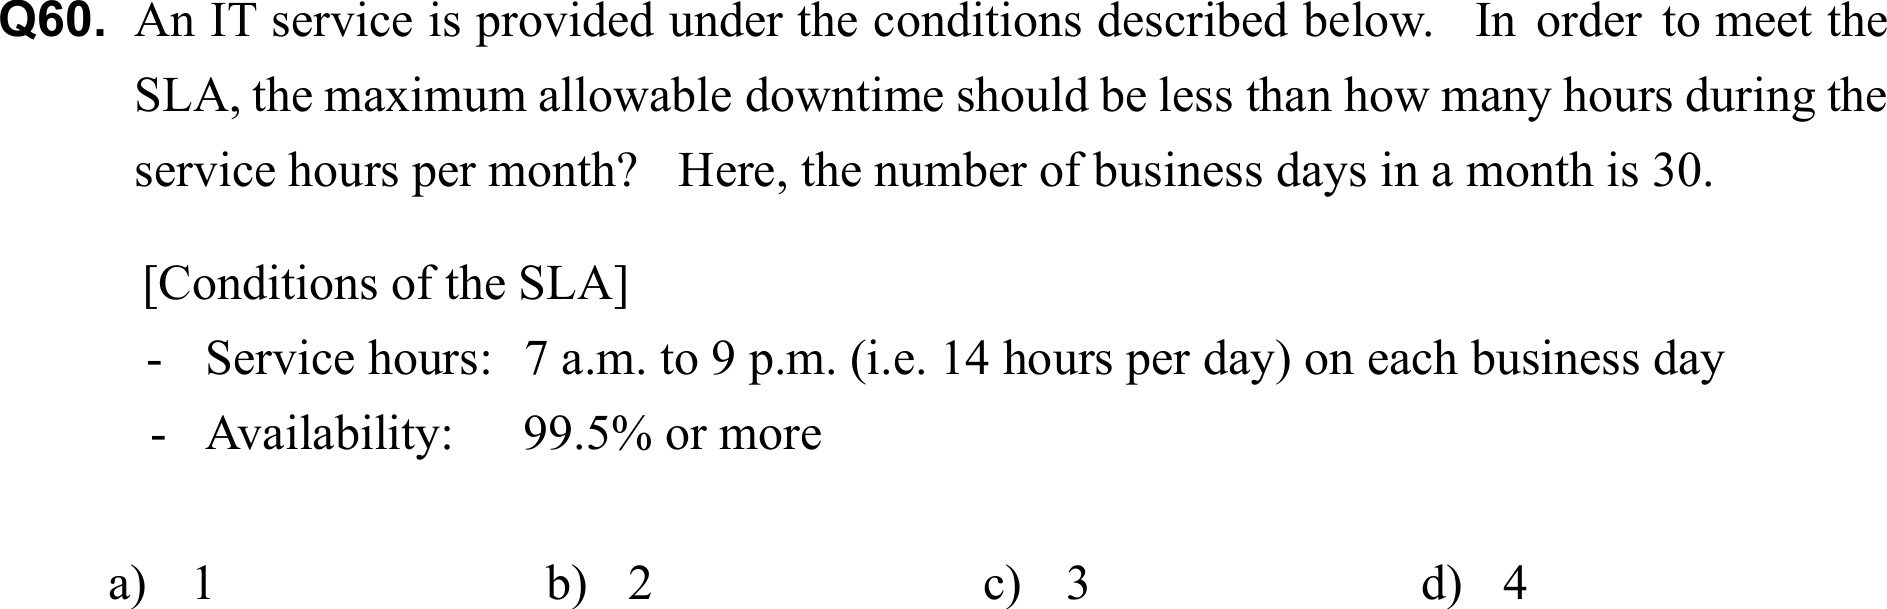 Q60. An IT service is provided under the conditions described below. In order to meet the
SLA, the maximum allowable downtime should be less than how many hours during the
service hours per month? Here, the number of business days in a month is 30.
[Conditions of the SLA]
- Service hours: 7 a.m. to 9 p.m. (i.e. 14 hours per day) on each business day
- Availability: 99.5% or more
a) 1 b) 2 c) 3 d) 4